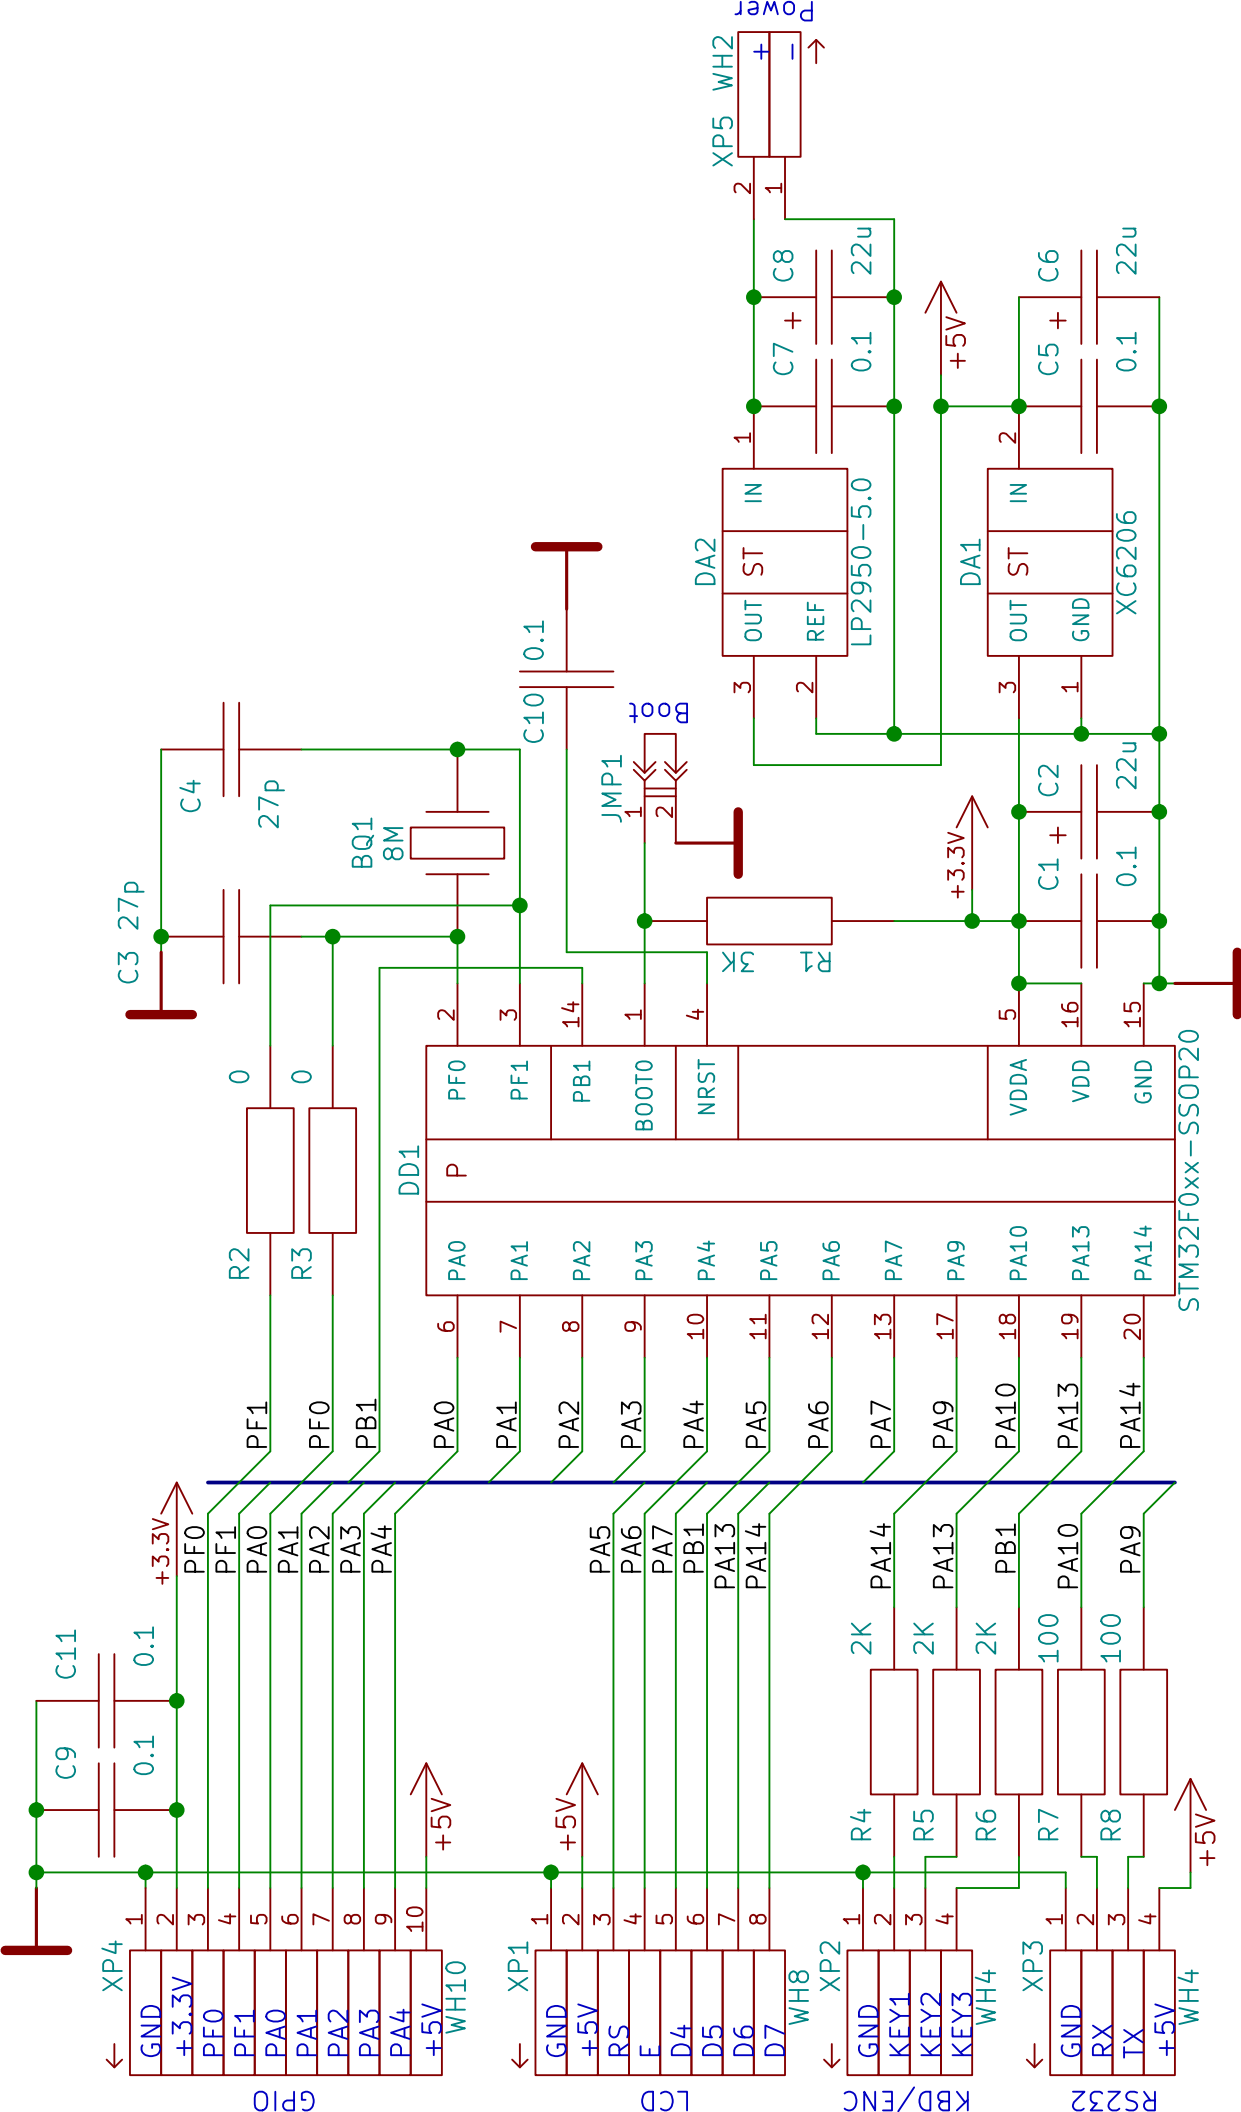 Power
XP5 WH2
+
−
2
1
C8
22u
+
C7
0.1
+5V
C6
22u
+
C5
0.1
1
2
DA2
IN
ST
OUT
REF
LP2950-5.0
3
2
DA1
IN
ST
OUT
GND
XC6206
3
1
C10 0.1
C4
27p
C3 27p
BQ1
8M
Boot
JMP1
1
2
R1
3K
+3.3V
C2
22u
+
C1
0.1
2
3
14
1
4
5
16
15
DD1
P
PF0
PF1
PB1
BOOT0
NRST
VDDA
VDD
GND
PA0
PA1
PA2
PA3
PA4
PA5
PA6
PA7
PA9
PA10
PA13
PA14
STM32F0xx-SSOP20
R2
0
R3
0
6
7
8
9
10
11
12
13
17
18
19
20
PF1
PF0
PB1
PA0
PA1
PA2
PA3
PA4
PA5
PA6
PA7
PA9
PA10
PA13
PA14
+3.3V
PF0
PF1
PA0
PA1
PA2
PA3
PA4
PA5
PA6
PA7
PB1
PA13
PA14
PA14
PA13
PB1
PA10
PA9
C11
0.1
C9
0.1
R4
2K
R5
2K
R6
2K
R7
100
R8
100
+5V
+5V
+5V
XP4
1
2
3
4
5
6
7
8
9
10
GND
+3.3V
PF0
PF1
PA0
PA1
PA2
PA3
PA4
+5V
WH10
GPIO
XP1
1
2
3
4
5
6
7
8
GND
+5V
RS
E
D4
D5
D6
D7
WH8
LCD
XP2
1
2
3
4
GND
KEY1
KEY2
KEY3
WH4
KBD/ENC
XP3
1
2
3
4
GND
RX
TX
+5V
WH4
RS232